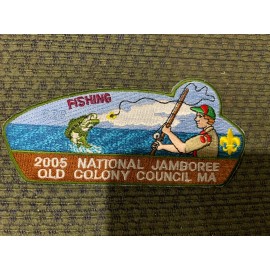 FISHING
2005 NATIONAL JAMBOREE
OLD COLONY COUNCIL MA